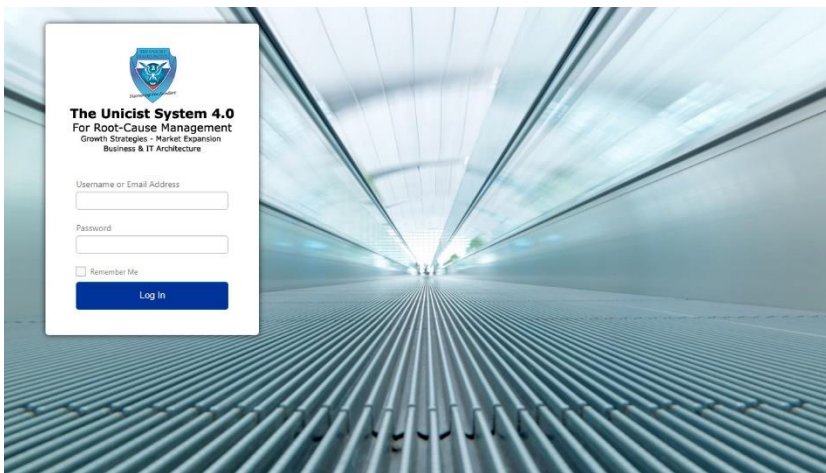 The Unicist System 4.0
For Root-Cause Management
Growth Strategies - Market Expansion
Business & IT Architecture
Username or Email Address
Password
Remember Me
Log In